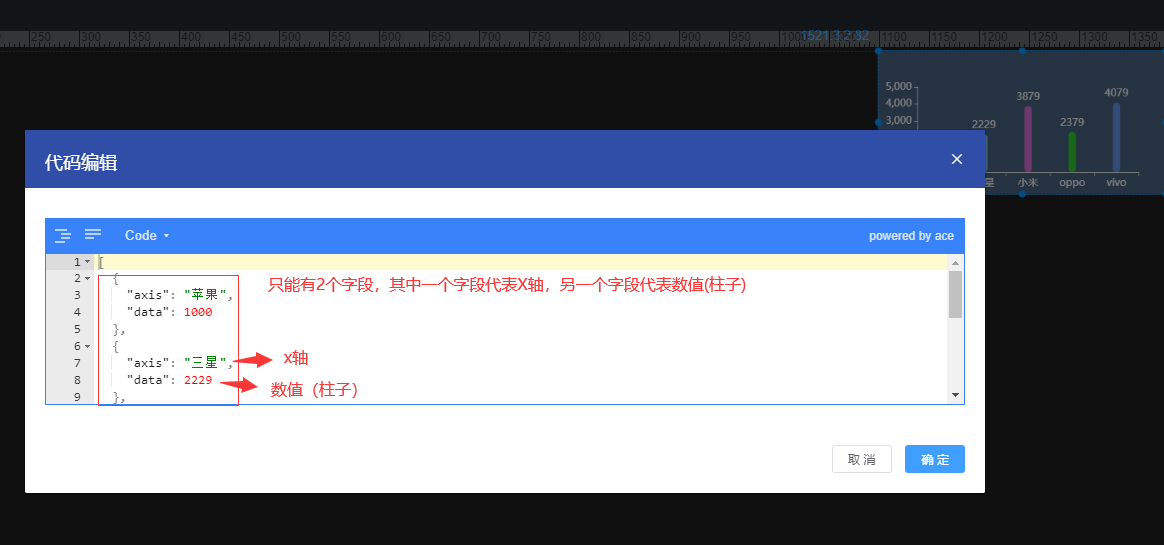 250 300 350 400 450 500 550 600 650 700 750 800 850 900 950 1000 1100 1150 1200 1250 1300 1350
5,000
4,000
3,000
2229 3879 2379 4079
星 小米 oppo vivo
代码编辑
Code
powered by ace
1 [
2 {
3 "axis": "苹果",
4 "data": 1000
5 },
6 {
7 "axis": "三星",
8 "data": 2229
9 },
只能有2个字段，其中一个字段代表X轴，另一个字段代表数值(柱子)
x轴
数值（柱子）
取消 确定